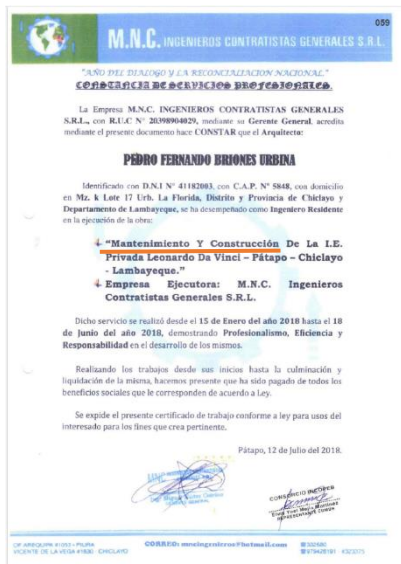 059
M.N.C. INGENIEROS CONTRATISTAS GENERALES S.R.L.
"AÑO DEL DIALOGO Y LA RECONCILIACION NACIONAL"
CONSTANCIA DE SERVICIOS PROFESIONALES.
La Empresa M.N.C. INGENIEROS CONTRATISTAS GENERALES
S.R.L., con R.U.C N° 20398904029, mediante su Gerente General, acredita
mediante el presente documento hace CONSTAR que el Arquitecto:
PEDRO FERNANDO BRIONES URBINA
Identificado con D.N.I N° 41182003, con C.A.P. N° 5848, con domicilio
en Mz. k Lote 17 Urb. La Florida, Distrito y Provincia de Chiclayo y
Departamento de Lambayeque, se ha desempeñado como Ingeniero Residente
en la ejecución de la obra:
"Mantenimiento Y Construcción De La I.E.
Privada Leonardo Da Vinci – Pátapo – Chiclayo
- Lambayeque."
Empresa Ejecutora: M.N.C. Ingenieros
Contratistas Generales S.R.L.
Dicho servicio se realizó desde el 15 de Enero del año 2018 hasta el 18
de Junio del año 2018, demostrando Profesionalismo, Eficiencia y
Responsabilidad en el desarrollo de los mismos.
Realizando los trabajos desde sus inicios hasta la culminación y
liquidación de la misma, hacemos presente que ha sido pagado de todos los
beneficios sociales que le corresponden de acuerdo a Ley.
Se expide el presente certificado de trabajo conforme a ley para usos del
interesado para los fines que crea pertinente.
Pátapo, 12 de Julio del 2018.
CONSORCIO
REPRESENTANTE COMUN
CORREO: mncingenieros@hotmail.com
VICENTE DE LA VEGA
CHICLAYO